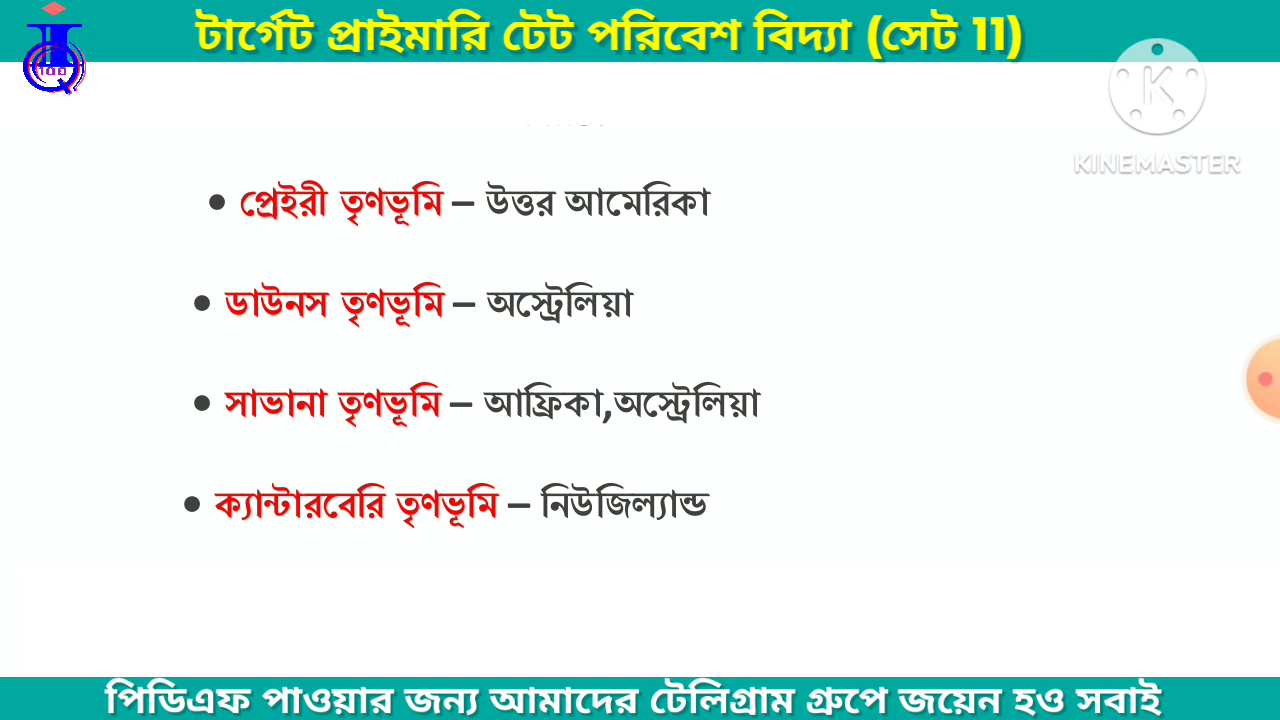 টার্গেট প্রাইমারি টেট পরিবেশ বিদ্যা (সেট 11)
100
KINEMASTER
• প্রেইরী তৃণভূমি – উত্তর আমেরিকা
• ডাউনস তৃণভূমি – অস্ট্রেলিয়া
• সাভানা তৃণভূমি – আফ্রিকা,অস্ট্রেলিয়া
• ক্যান্টারবেরি তৃণভূমি – নিউজিল্যান্ড
পিডিএফ পাওয়ার জন্য আমাদের টেলিগ্রাম গ্রুপে জয়েন হও সবাই